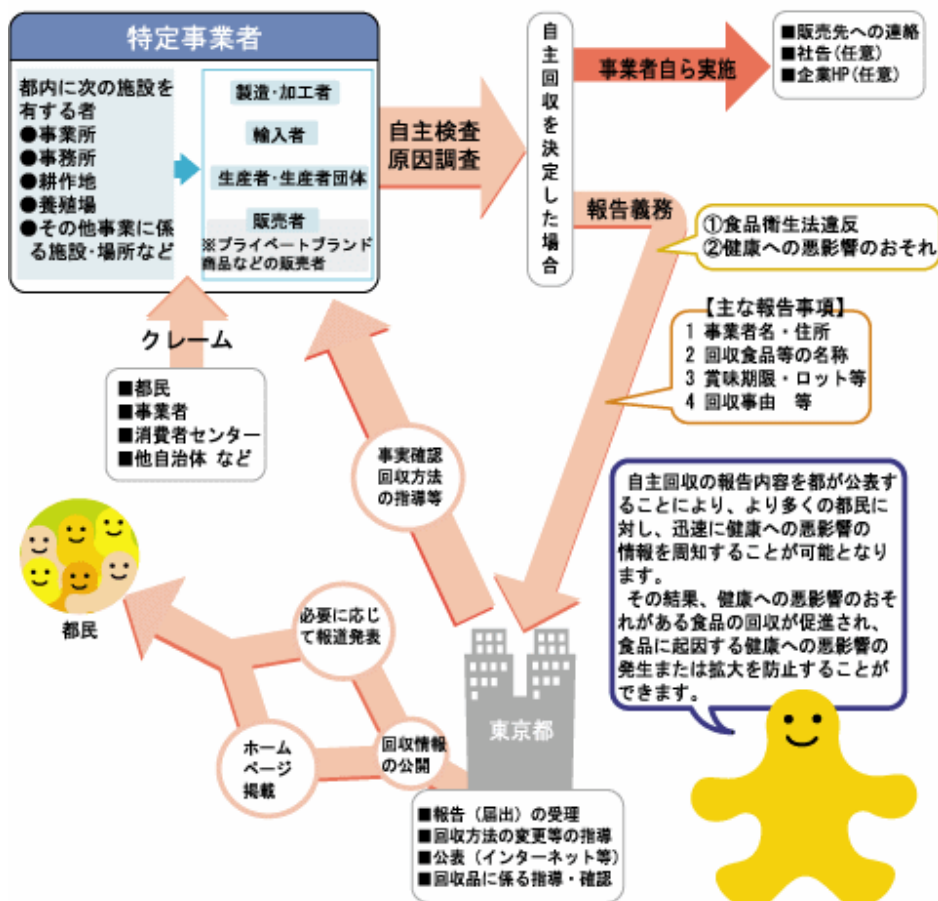 特定事業者
都内に次の施設を
有する者
●事業所
●事務所
●耕作地
●養殖場
●その他事業に係
る施設・場所など
製造・加工者
輸入者
生産者・生産者団体
販売者
※プライベートブランド
商品などの販売者
自主検査
原因調査
自主回収を決定した場合
事業者自ら実施
■販売先への連絡
■社告(任意)
■企業HP(任意)
報告義務
①食品衛生法違反
②健康への悪影響のおそれ
【主な報告事項】
1 事業者名・住所
2 回収食品等の名称
3 賞味期限・ロット等
4 回収事由 等
クレーム
■都民
■事業者
■消費者センター
■他自治体 など
事実確認
回収方法
の指導等
自主回収の報告内容を都が公表す
ることにより、より多くの都民に
対し、迅速に健康への悪影響の
情報を周知することが可能となり
ます。
その結果、健康への悪影響のおそ
れがある食品の回収が促進され、
食品に起因する健康への悪影響の
発生または拡大を防止することが
できます。
都民
必要に応じ
て報道発表
ホーム
ページ
掲載
回収情報
の公開
東京都
■報告（届出）の受理
■回収方法の変更等の指導
■公表（インターネット等）
■回収品に係る指導・確認